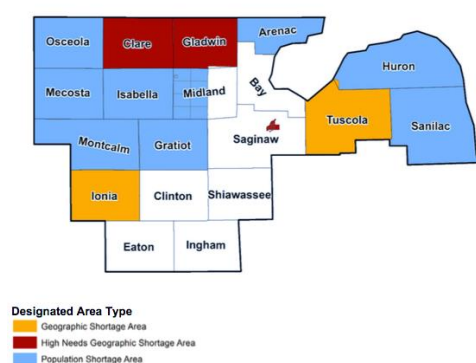 Osceola
Clare
Gladwin
Arenac
Mecosta
Isabella
Midland
Bay
Huron
Montcalm
Gratiot
Saginaw
Tuscola
Sanilac
Ionia
Clinton
Shiawassee
Eaton
Ingham
Designated Area Type
Geographic Shortage Area
High Needs Geographic Shortage Area
Population Shortage Area